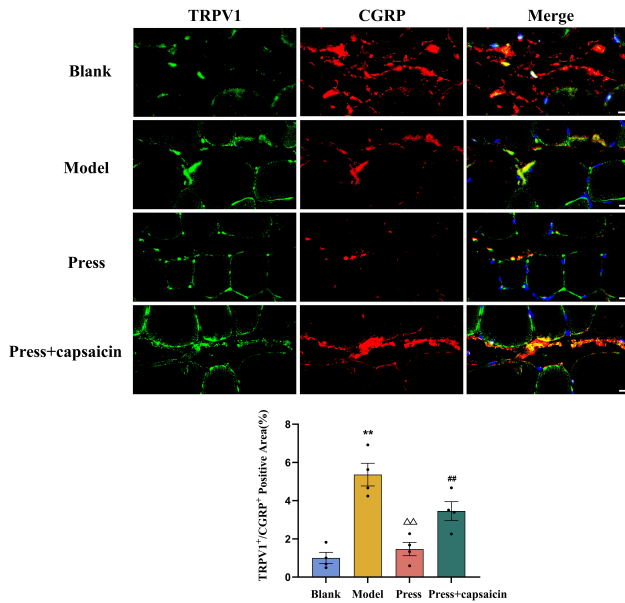 TRPV1 CGRP Merge
Blank
Model
Press
Press+capsaicin
TRPV1+/CGRP+ Positive Area(%)
8
6
4
2
0
**
△△
##
Blank Model Press Press+capsaicin